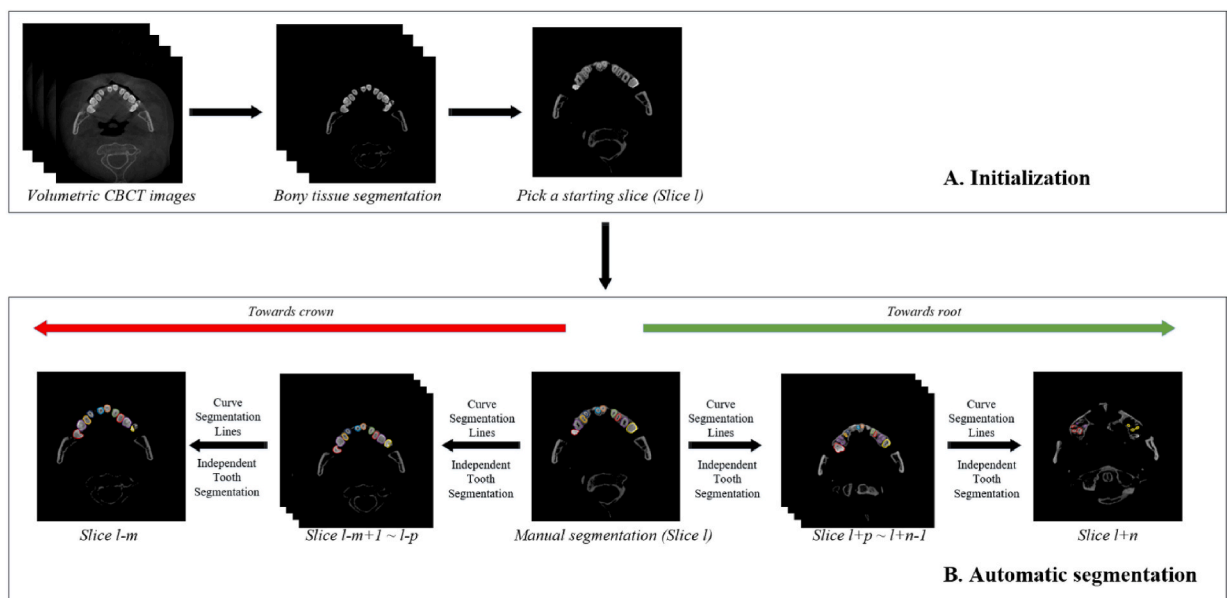 Volumetric CBCT images
Bony tissue segmentation
Pick a starting slice (Slice l)
A. Initialization
Towards crown
Towards root
Curve
Segmentation
Lines
Independent
Tooth
Segmentation
Curve
Segmentation
Lines
Independent
Tooth
Segmentation
Curve
Segmentation
Lines
Independent
Tooth
Segmentation
Curve
Segmentation
Lines
Independent
Tooth
Segmentation
Slice l-m
Slice l-m+1 ~ l-p
Manual segmentation (Slice l)
Slice l+p ~ l+n-1
Slice l+n
B. Automatic segmentation